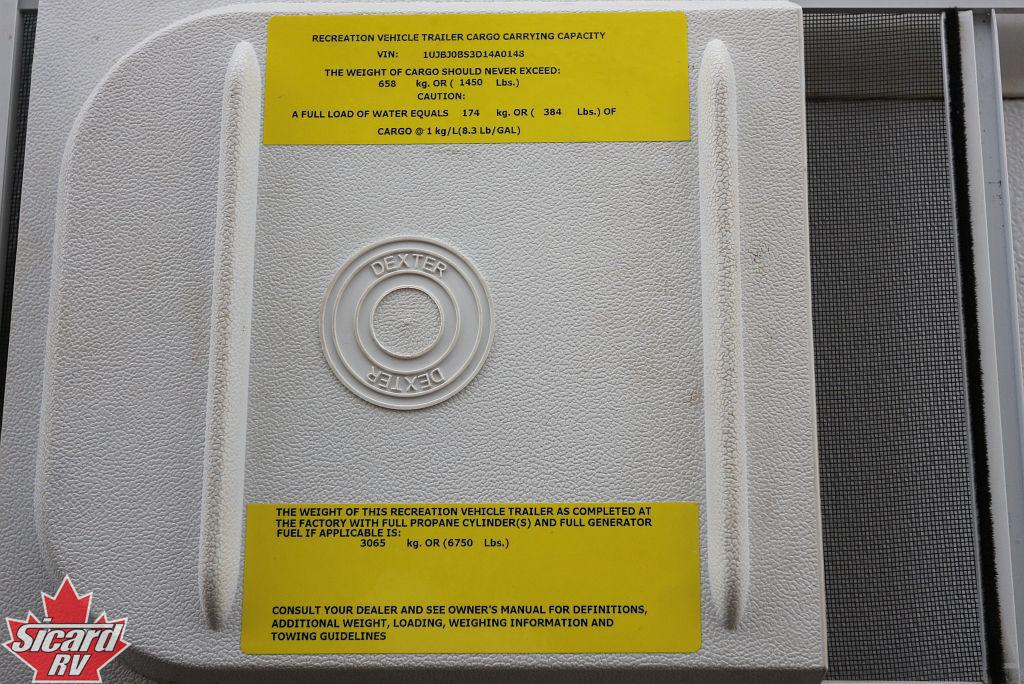 RECREATION VEHICLE TRAILER CARGO CARRYING CAPACITY
VIN: 1UJBJ0BS3D14A0148
THE WEIGHT OF CARGO SHOULD NEVER EXCEED:
658 kg. OR ( 1450 Lbs.)
CAUTION:
A FULL LOAD OF WATER EQUALS 174 kg. OR ( 384 Lbs.) OF
CARGO @ 1 kg/L(8.3 Lb/GAL)
DEXTER
DEXTER
THE WEIGHT OF THIS RECREATION VEHICLE TRAILER AS COMPLETED AT
THE FACTORY WITH FULL PROPANE CYLINDER(S) AND FULL GENERATOR
FUEL IF APPLICABLE IS:
3065 kg. OR (6750 Lbs.)
CONSULT YOUR DEALER AND SEE OWNER'S MANUAL FOR DEFINITIONS,
ADDITIONAL WEIGHT, LOADING, WEIGHING INFORMATION AND
TOWING GUIDELINES
Sicard
RV